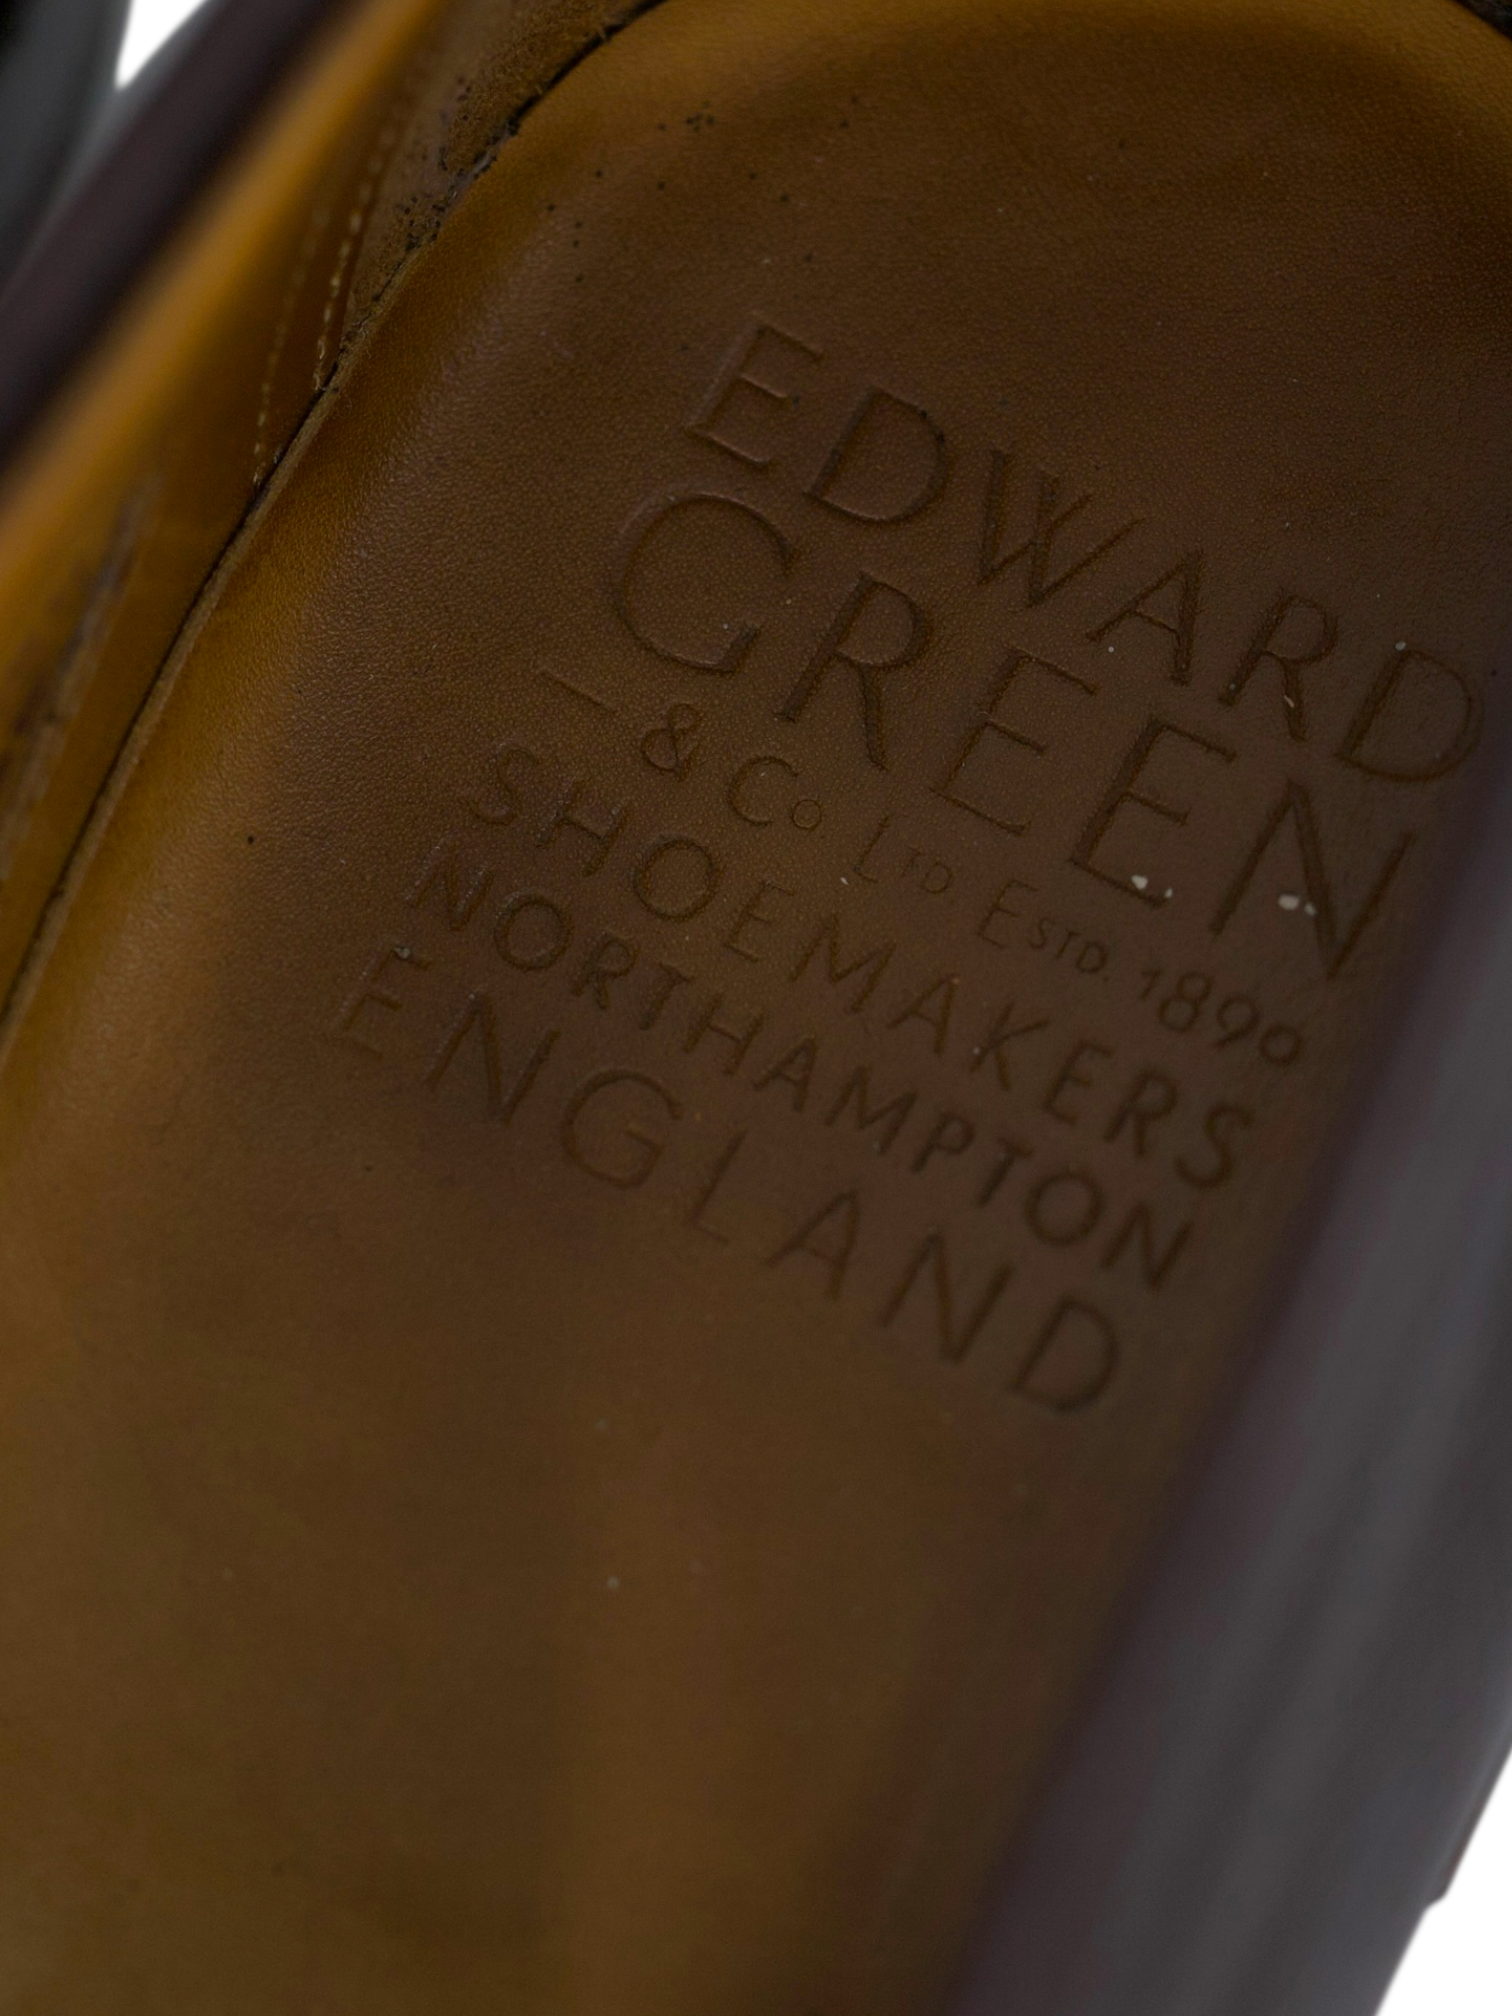 EDWARD
GREEN
& Co LTD ESTD. 1890
SHOEMAKERS
NORTHAMPTON
ENGLAND